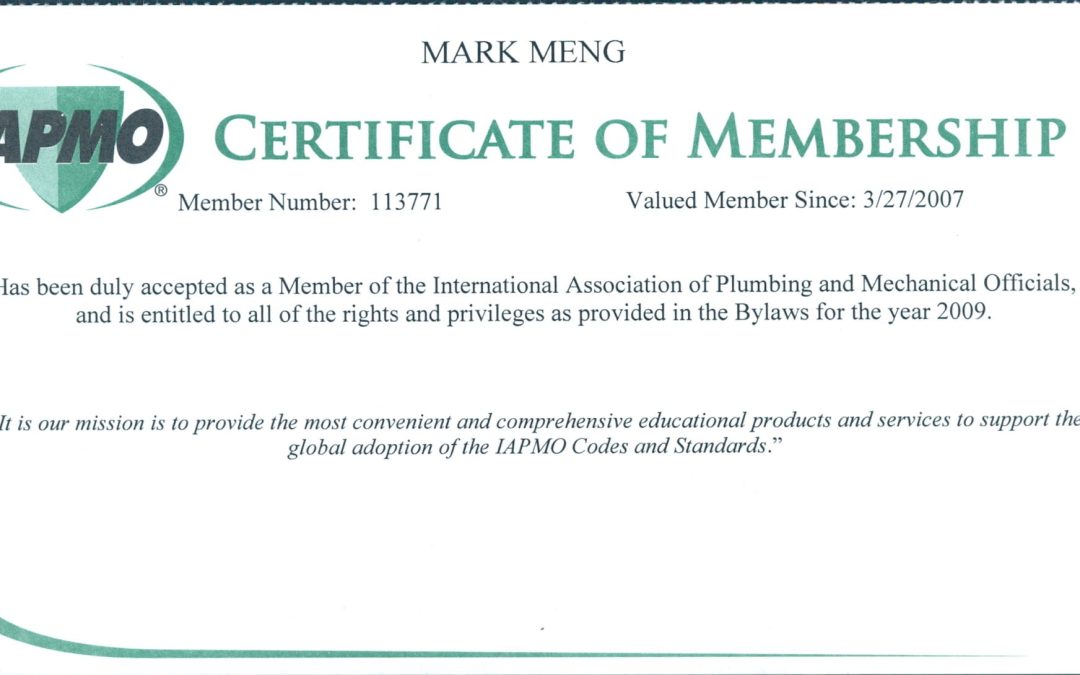 MARK MENG
APMO
CERTIFICATE OF MEMBERSHIP
®
Member Number: 113771
Valued Member Since: 3/27/2007
Has been duly accepted as a Member of the International Association of Plumbing and Mechanical Officials,
and is entitled to all of the rights and privileges as provided in the Bylaws for the year 2009.
It is our mission is to provide the most convenient and comprehensive educational products and services to support the
global adoption of the IAPMO Codes and Standards.”